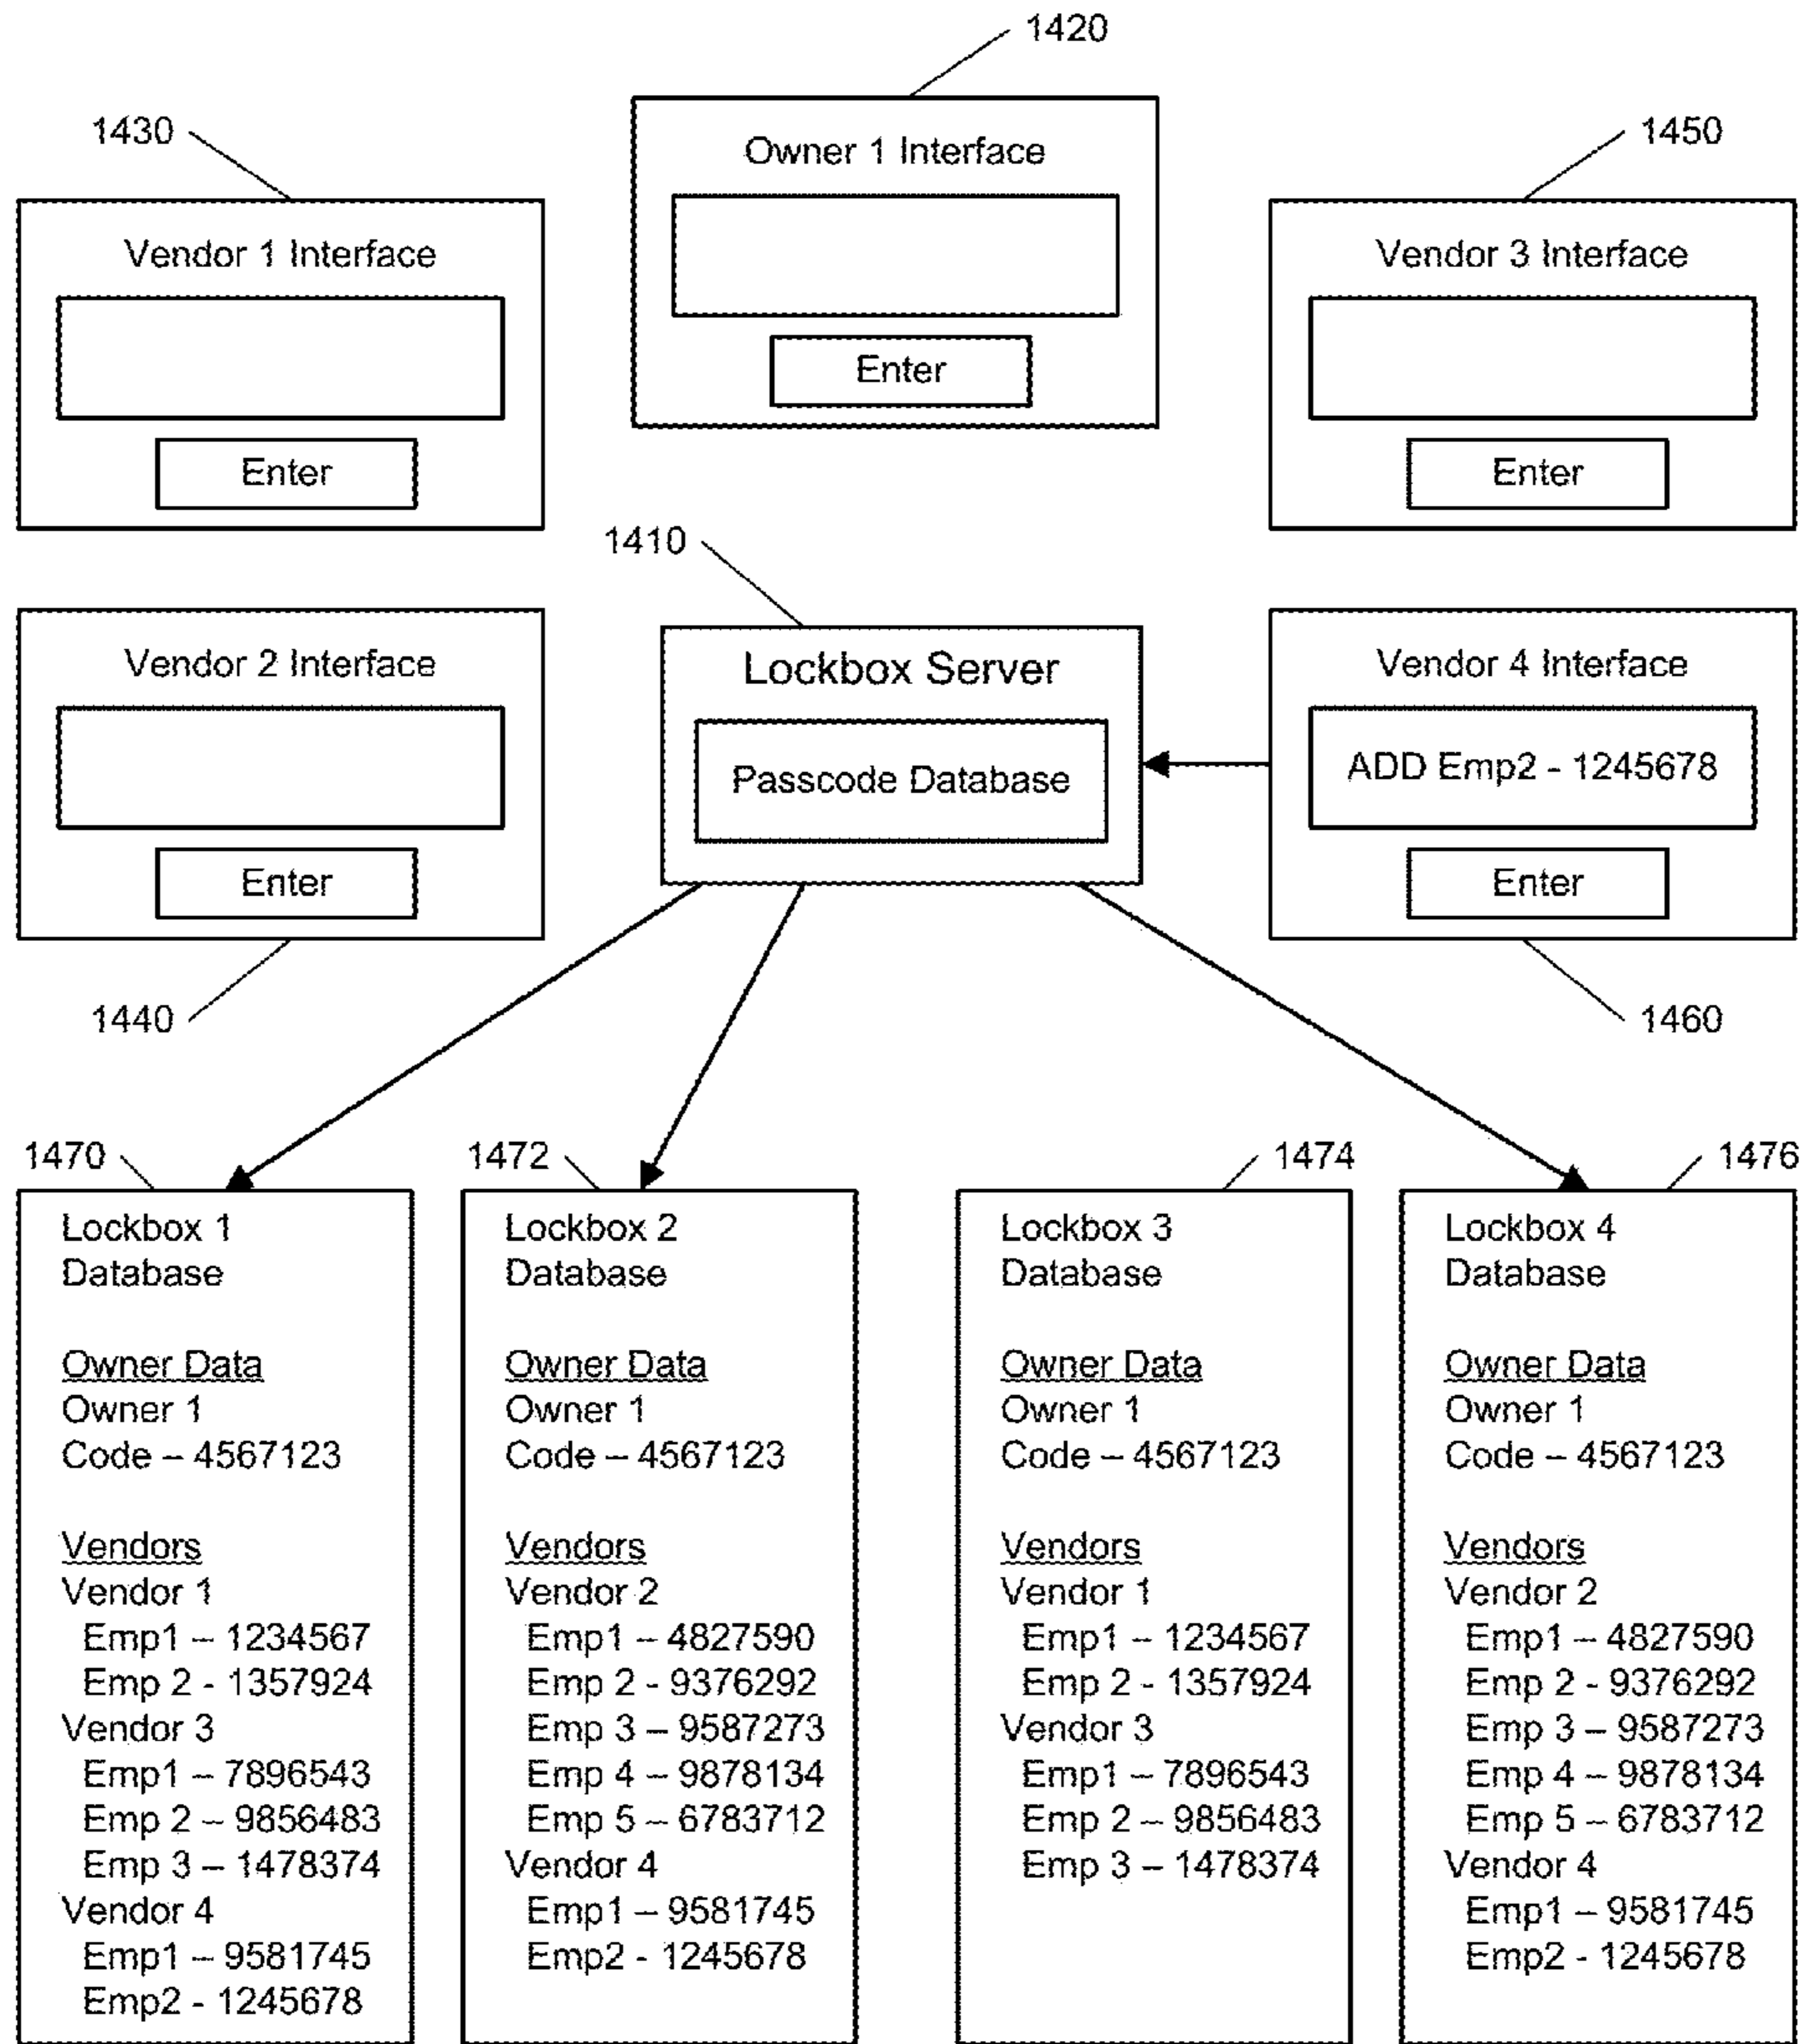 1420
1430
Owner 1 Interface
Enter
1450
Vendor 1 Interface
Enter
Vendor 3 Interface
Enter
1410
Vendor 2 Interface
Enter
1440
Lockbox Server
Passcode Database
Vendor 4 Interface
ADD Emp2 - 1245678
Enter
1460
1470
Lockbox 1
Database
Owner Data
Owner 1
Code – 4567123
Vendors
Vendor 1
Emp1 – 1234567
Emp 2 - 1357924
Vendor 3
Emp1 – 7896543
Emp 2 – 9856483
Emp 3 – 1478374
Vendor 4
Emp1 – 9581745
Emp2 - 1245678
1472
Lockbox 2
Database
Owner Data
Owner 1
Code – 4567123
Vendors
Vendor 2
Emp1 – 4827590
Emp 2 - 9376292
Emp 3 – 9587273
Emp 4 – 9878134
Emp 5 – 6783712
Vendor 4
Emp1 – 9581745
Emp2 - 1245678
1474
Lockbox 3
Database
Owner Data
Owner 1
Code – 4567123
Vendors
Vendor 1
Emp1 – 1234567
Emp 2 - 1357924
Vendor 3
Emp1 – 7896543
Emp 2 – 9856483
Emp 3 – 1478374
1476
Lockbox 4
Database
Owner Data
Owner 1
Code – 4567123
Vendors
Vendor 2
Emp1 – 4827590
Emp 2 - 9376292
Emp 3 – 9587273
Emp 4 – 9878134
Emp 5 – 6783712
Vendor 4
Emp1 – 9581745
Emp2 - 1245678